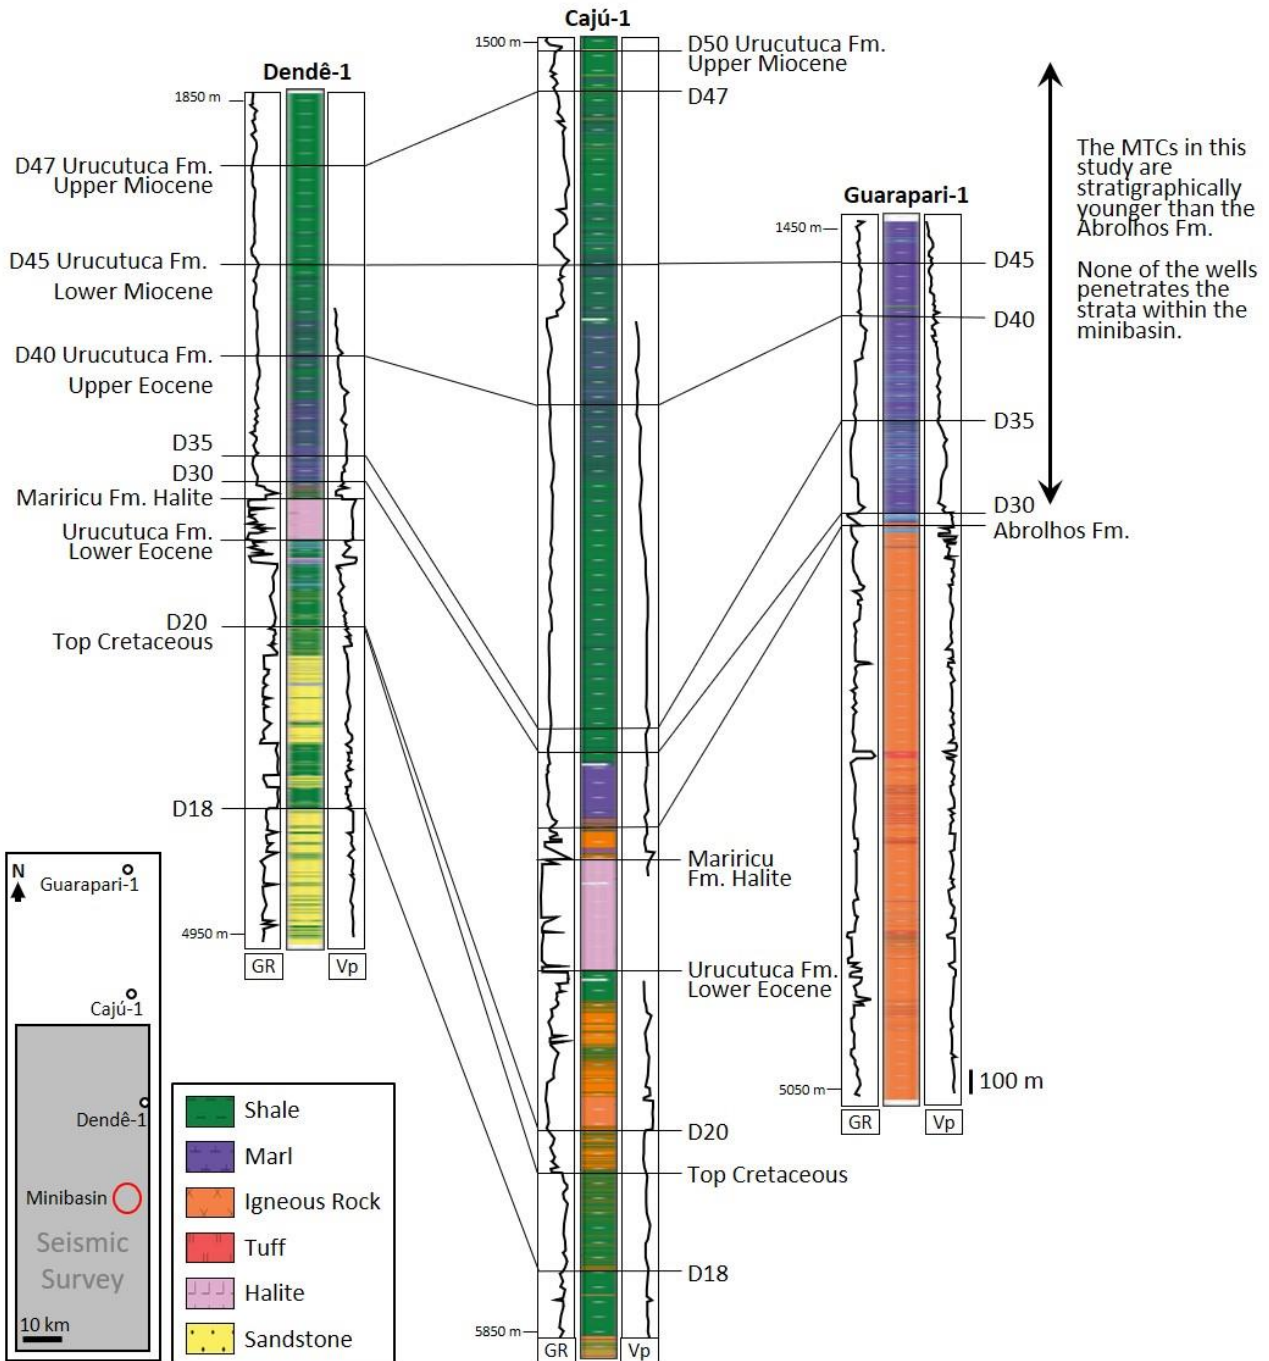 Cajú-1
1500 m
D50 Urucutuca Fm.
Upper Miocene
D47
Dendê-1
1850 m
D47 Urucutuca Fm.
Upper Miocene
D45 Urucutuca Fm.
Lower Miocene
D40 Urucutuca Fm.
Upper Eocene
D35
D30
Mariricu Fm. Halite
Urucutuca Fm.
Lower Eocene
D20
Top Cretaceous
D18
4950 m
GR
Vp
Mariricu
Fm. Halite
Urucutuca Fm.
Lower Eocene
D20
Top Cretaceous
D18
5850 m
GR
Vp
Guarapari-1
1450 m
D45
D40
D35
D30
Abrolhos Fm.
5050 m
GR
Vp
100 m
The MTCs in this
study are
stratigraphically
younger than the
Abrolhos Fm.
None of the wells
penetrates the
strata within the
minibasin.
N
Guarapari-1
Cajú-1
Dendê-1
Minibasin
Seismic
Survey
10 km
Shale
Marl
Igneous Rock
Tuff
Halite
Sandstone